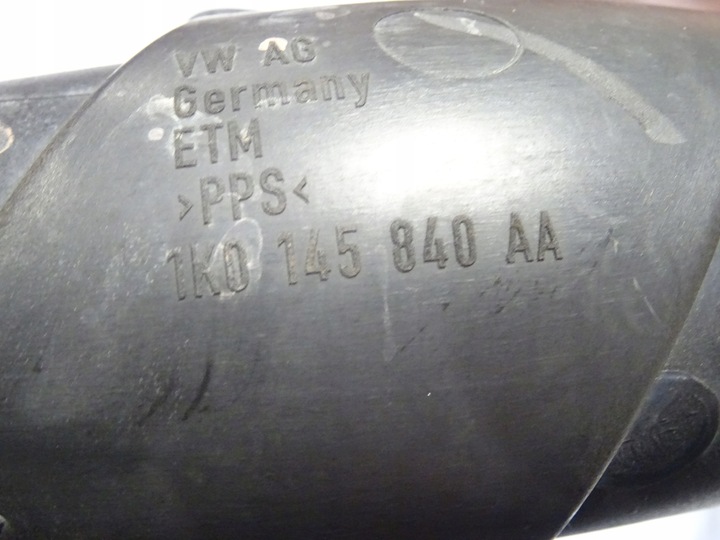 VW AG
Germany
ETM
>PPS<
1K0 145 840 AA